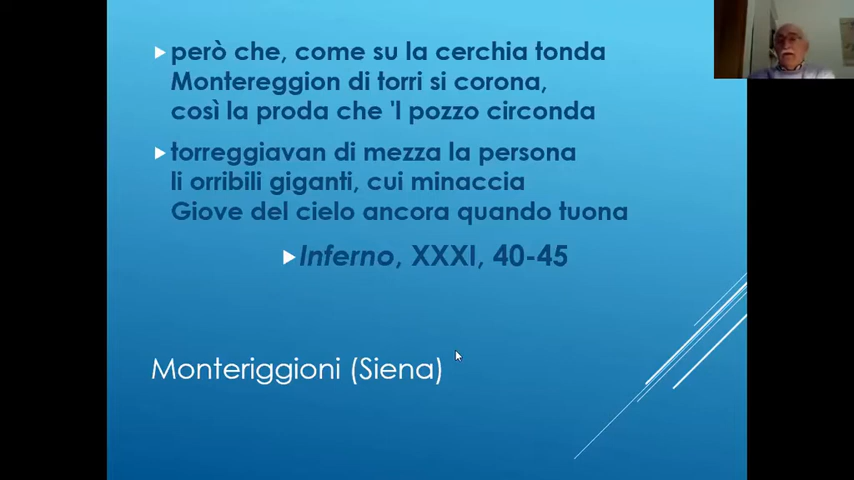 però che, come su la cerchia tonda
Montereggion di torri si corona,
così la proda che 'l pozzo circonda
torreggiavan di mezza la persona
li orribili giganti, cui minaccia
Giove del cielo ancora quando tuona
Inferno, XXXI, 40-45
Monteriggioni (Siena)